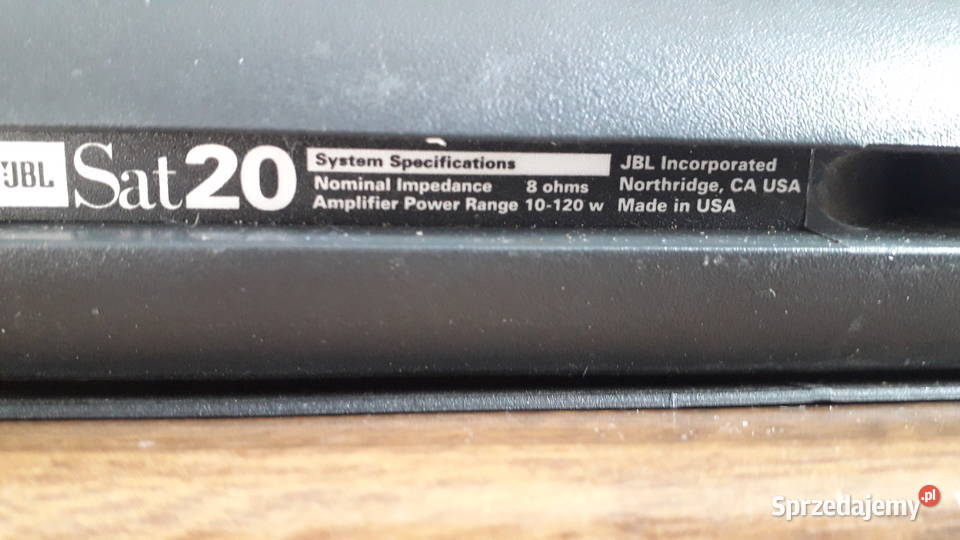 JBL Sat20
System Specifications
Nominal Impedance 8 ohms
Amplifier Power Range 10-120 w
JBL Incorporated
Northridge, CA USA
Made in USA
Sprzedajemy.pl